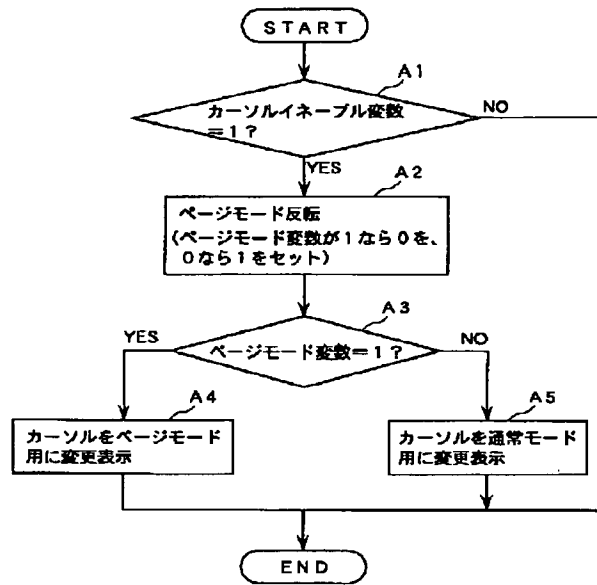 START
A1
カーソルイネーブル変数
=1?
NO
YES
A2
ページモード反転
(ページモード変数が1なら0を、
0なら1をセット)
A3
YES
NO
ページモード変数=1?
A4
A5
カーソルをページモード
用に変更表示
カーソルを通常モード
用に変更表示
END